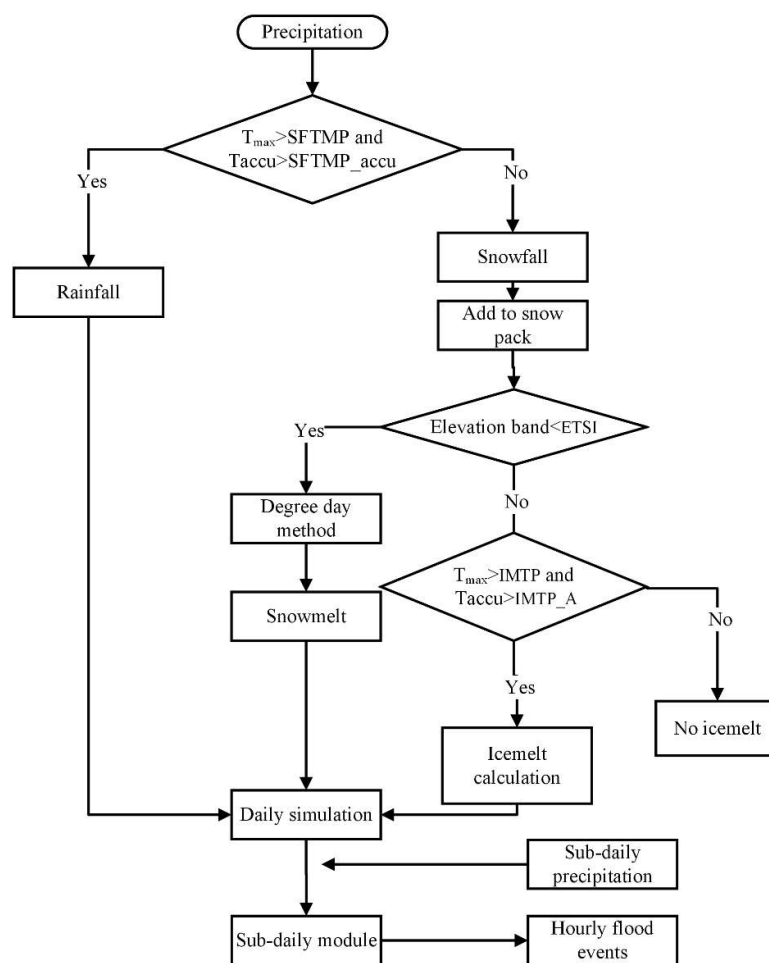 Precipitation
Tmax>SFTMP and
Taccu>SFTMP_accu
Yes
No
Snowfall
Rainfall
Add to snow
pack
Elevation band<ETSI
Yes
Degree day
method
No
Tmax>IMTP and
Taccu>IMTP_A
Snowmelt
No
Yes
No icemelt
Icemelt
calculation
Daily simulation
Sub-daily
precipitation
Sub-daily module
Hourly flood
events